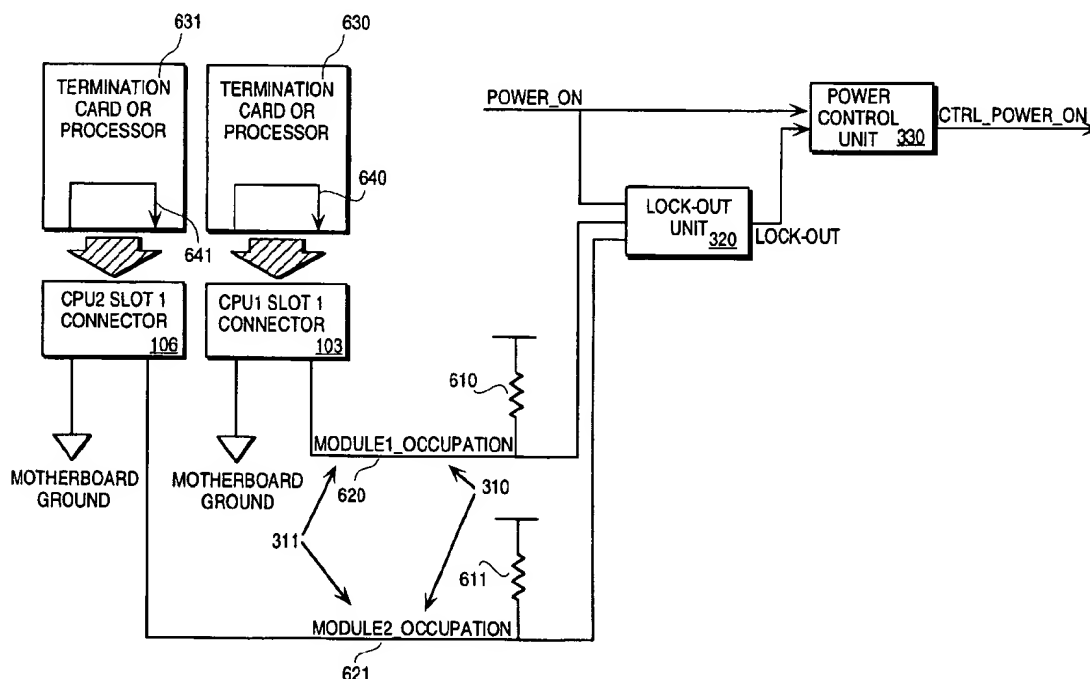 631
630
TERMINATION
CARD OR
PROCESSOR
TERMINATION
CARD OR
PROCESSOR
641
640
CPU2 SLOT 1
CONNECTOR
106
CPU1 SLOT 1
CONNECTOR
103
MOTHERBOARD
GROUND
MOTHERBOARD
GROUND
POWER_ON
POWER
CONTROL
UNIT 330
CTRL_POWER_ON
LOCK-OUT
UNIT
320
LOCK-OUT
610
MODULE1_OCCUPATION
620
310
311
611
MODULE2_OCCUPATION
621